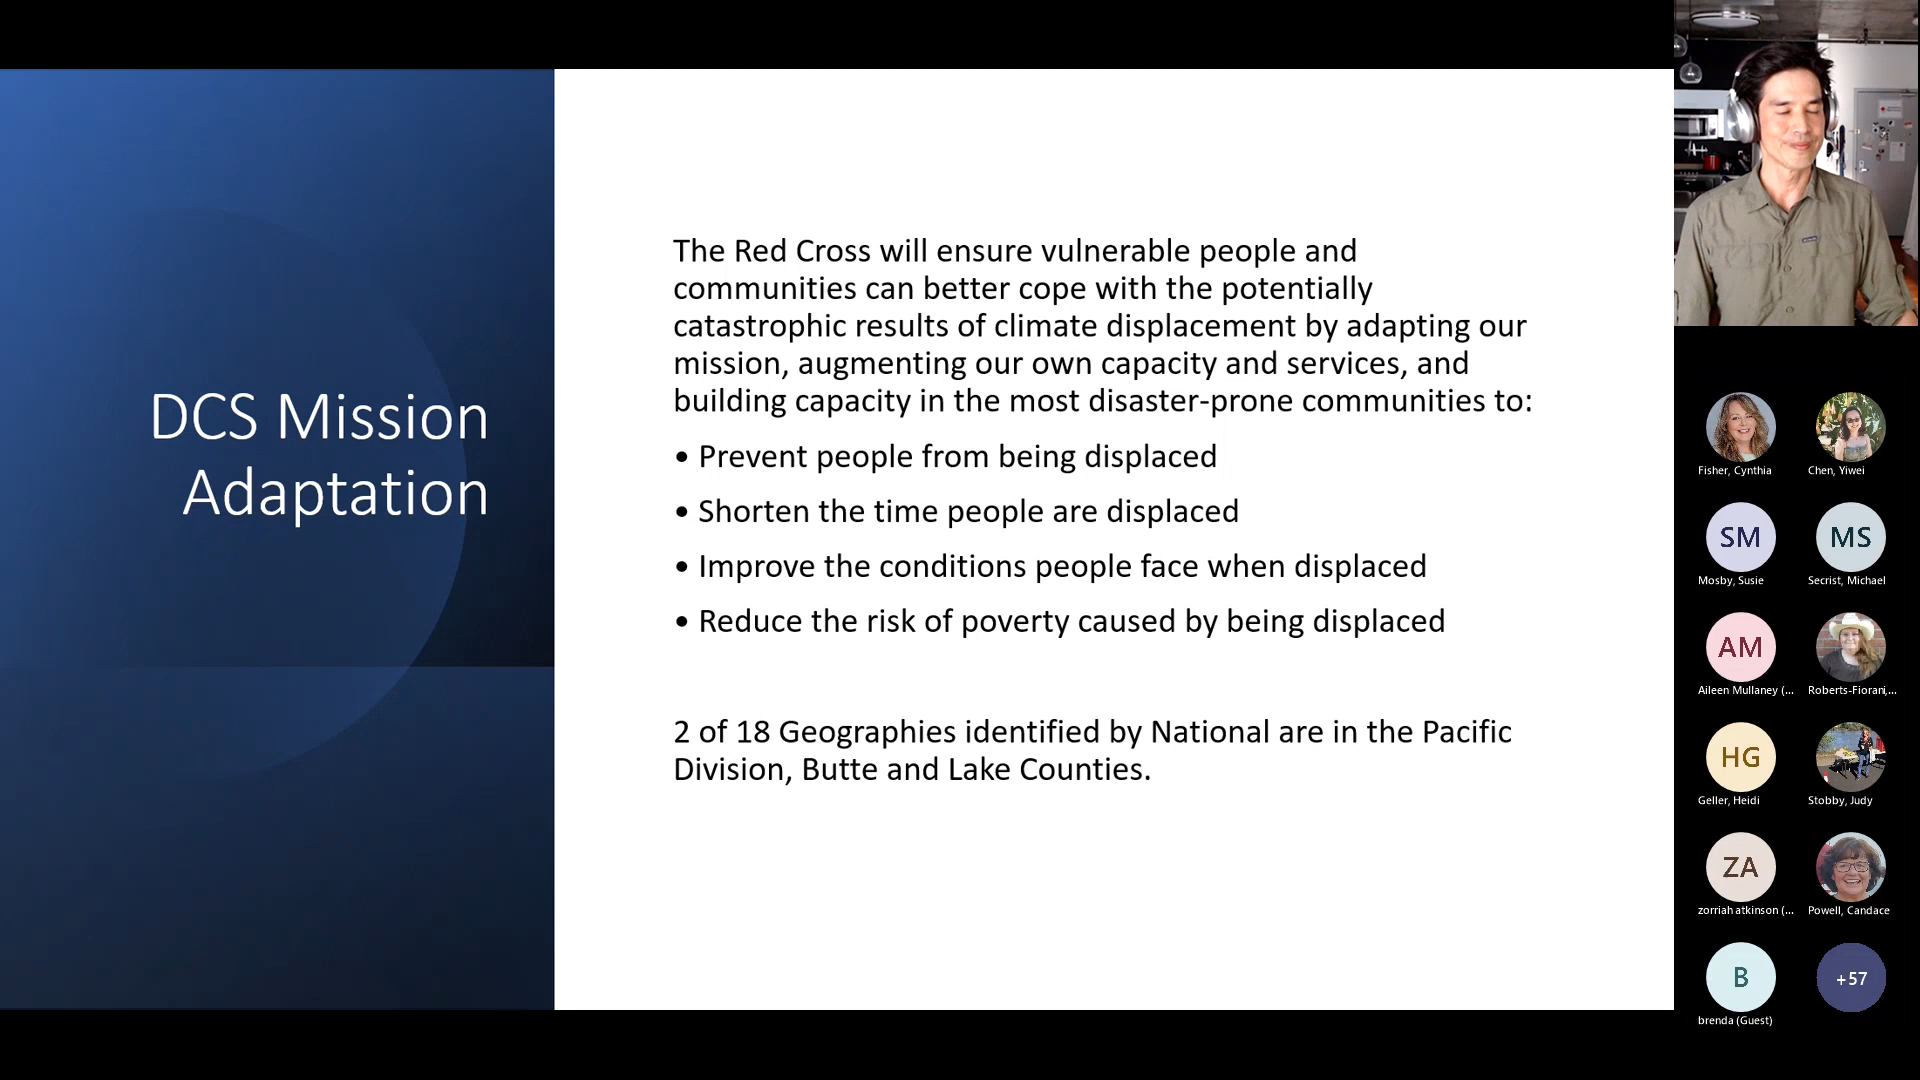 DCS Mission
Adaptation
The Red Cross will ensure vulnerable people and
communities can better cope with the potentially
catastrophic results of climate displacement by adapting our
mission, augmenting our own capacity and services, and
building capacity in the most disaster-prone communities to:
• Prevent people from being displaced
• Shorten the time people are displaced
• Improve the conditions people face when displaced
• Reduce the risk of poverty caused by being displaced
2 of 18 Geographies identified by National are in the Pacific
Division, Butte and Lake Counties.
Fisher, Cynthia
Chen, Yiwei
SM
MS
Mosby, Susie
Secrist, Michael
AM
Aileen Mullaney (...
Roberts-Fiorani,...
HG
Geller, Heidi
Stobby, Judy
ZA
zorriah atkinson (...
Powell, Candace
B
+57
brenda (Guest)